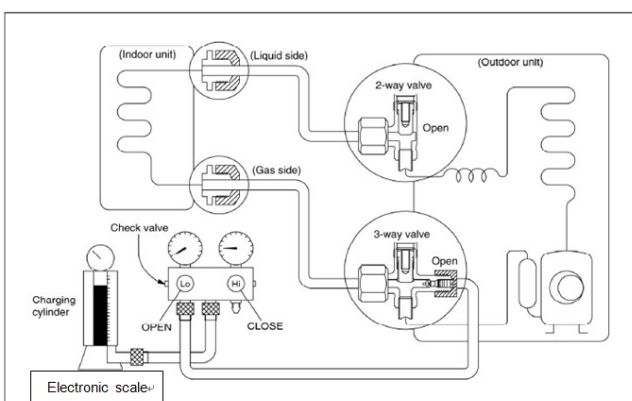 (Indoor unit)
(Liquid side)
(Outdoor unit)
2-way valve
Open
(Gas side)
3-way valve
Open
Check valve
Lo
Hi
Charging
cylinder
OPEN
CLOSE
Electronic scale↵